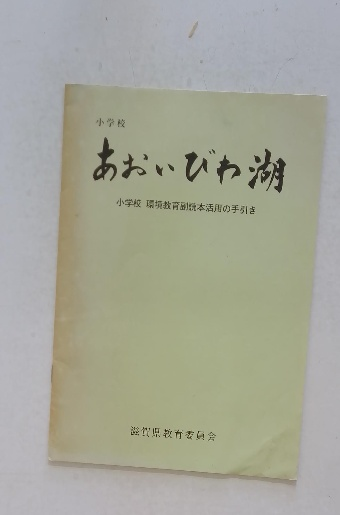 小学校
あおいびわ湖
小学校 環境教育副読本活用の手引き
滋賀県教育委員会